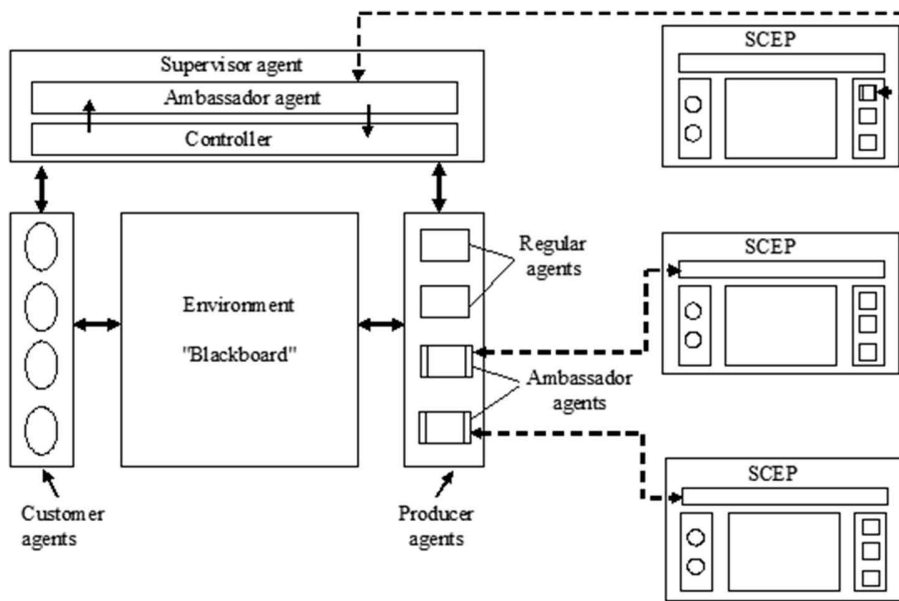 SCEP
Supervisor agent
Ambassador agent
Controller
Regular
agents
SCEP
Environment
"Blackboard"
Ambassador
agents
SCEP
Customer
agents
Producer
agents